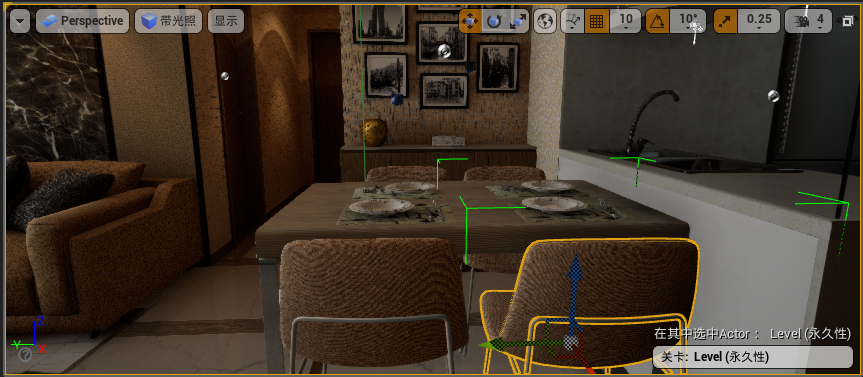 Perspective 带光照 显示 10 10° 0.25 4
在其中选中Actor： Level (永久性)
关卡: Level (永久性)
Z
Y X